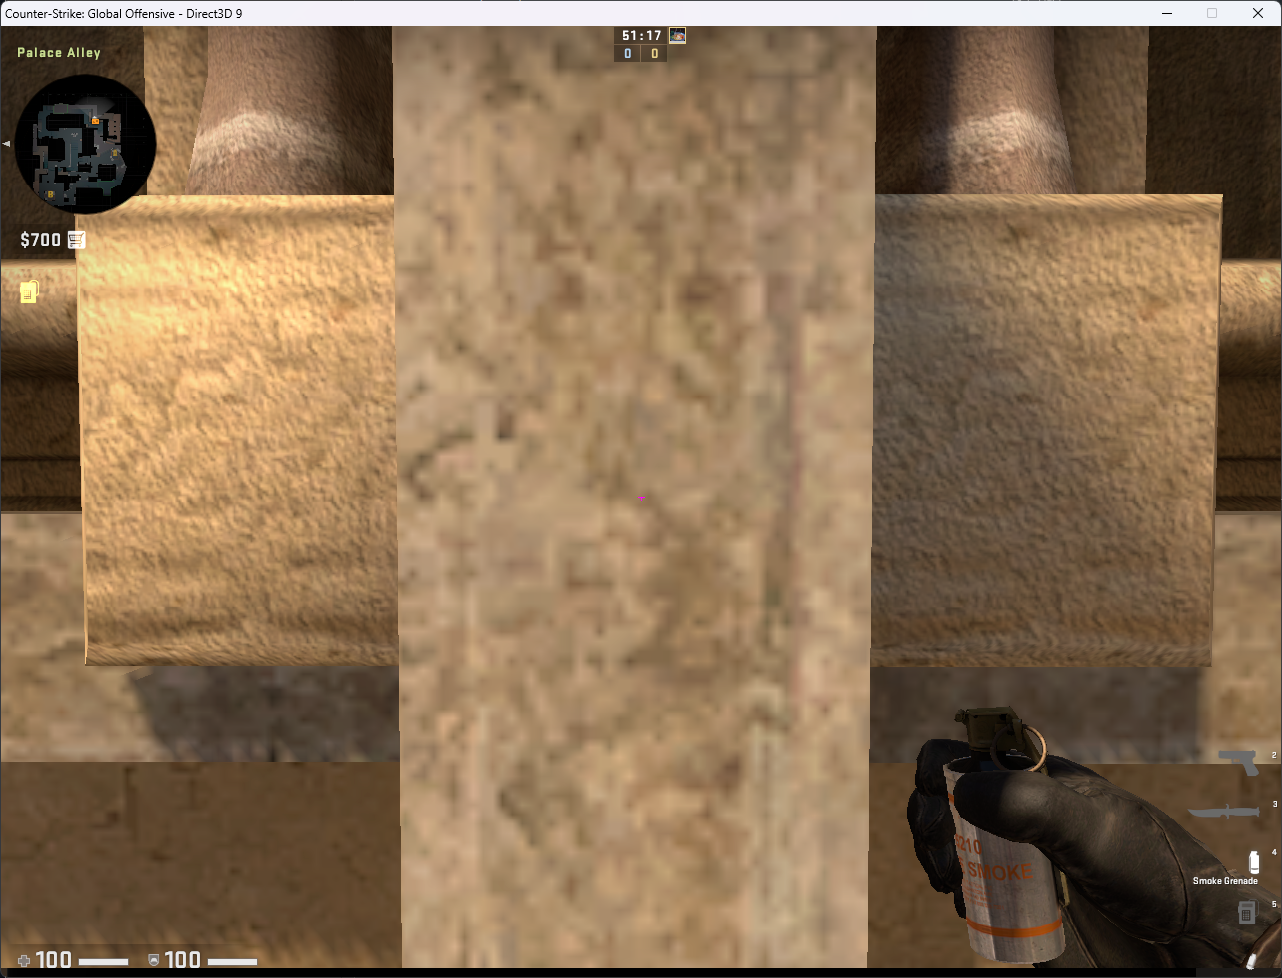 Counter-Strike: Global Offensive - Direct3D 9
51:17
0 0
Palace Alley
$700
2
3
4
Smoke Grenade
5
210
SMOKE
100 100